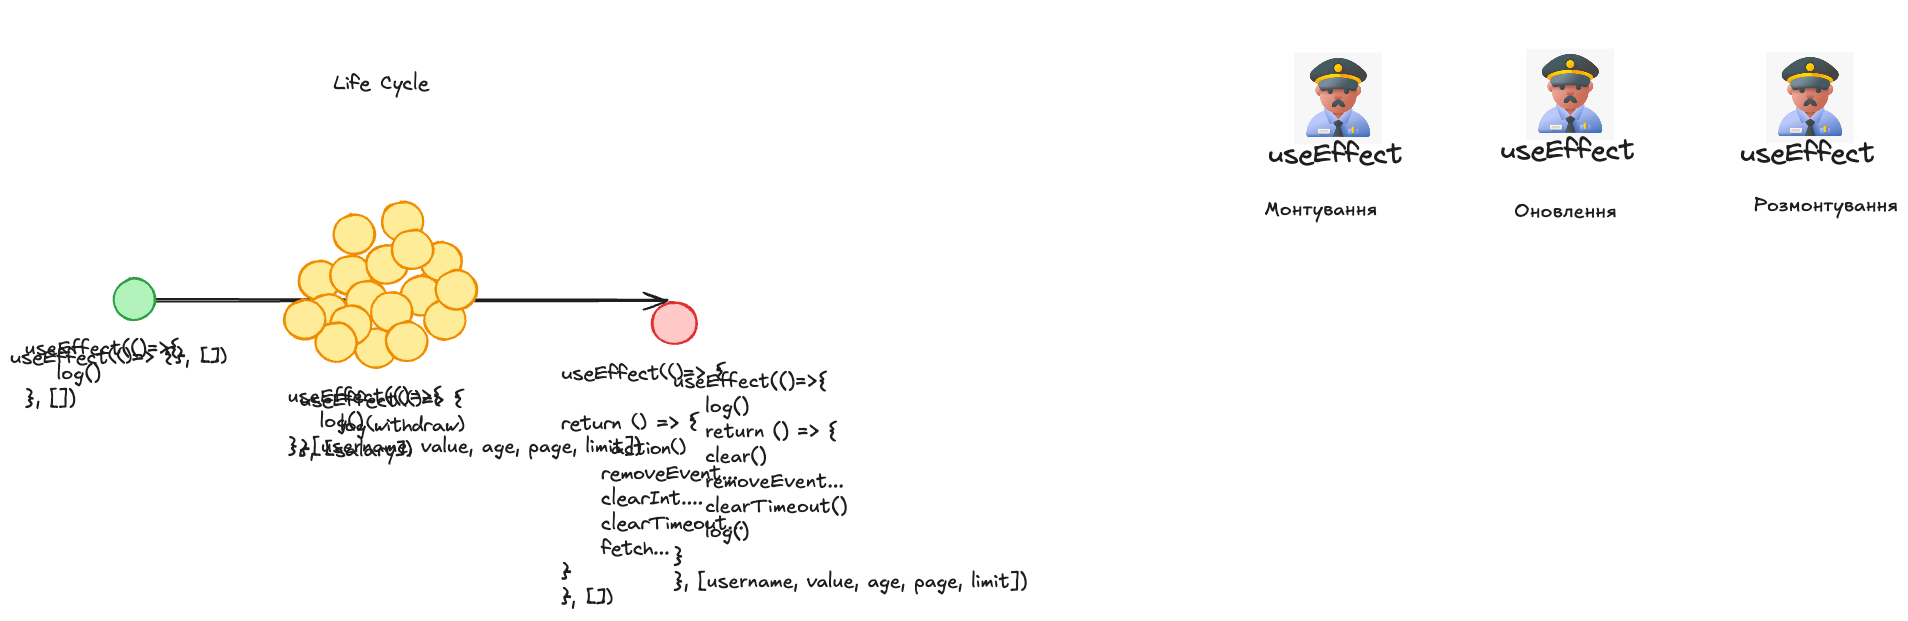 Life Cycle
useEffect
useEffect
useEffect
Монтування
Оновлення
Розмонтування
useEffect(()=>{
log()
}, [])
useEffect(()=> {}, [])
useEffect(()=>{
log()
}, [username, value, age, page, limit])
useEffect(()=> {
log(withdraw)
}, [salary])
useEffect(()=> {
return () => {
action()
removeEvent...
clearInt....
clearTimeout...
fetch...
}
}, [])
useEffect(()=>{
log()
return () => {
clear()
removeEvent...
clearTimeout()
log()
}
}, [username, value, age, page, limit])